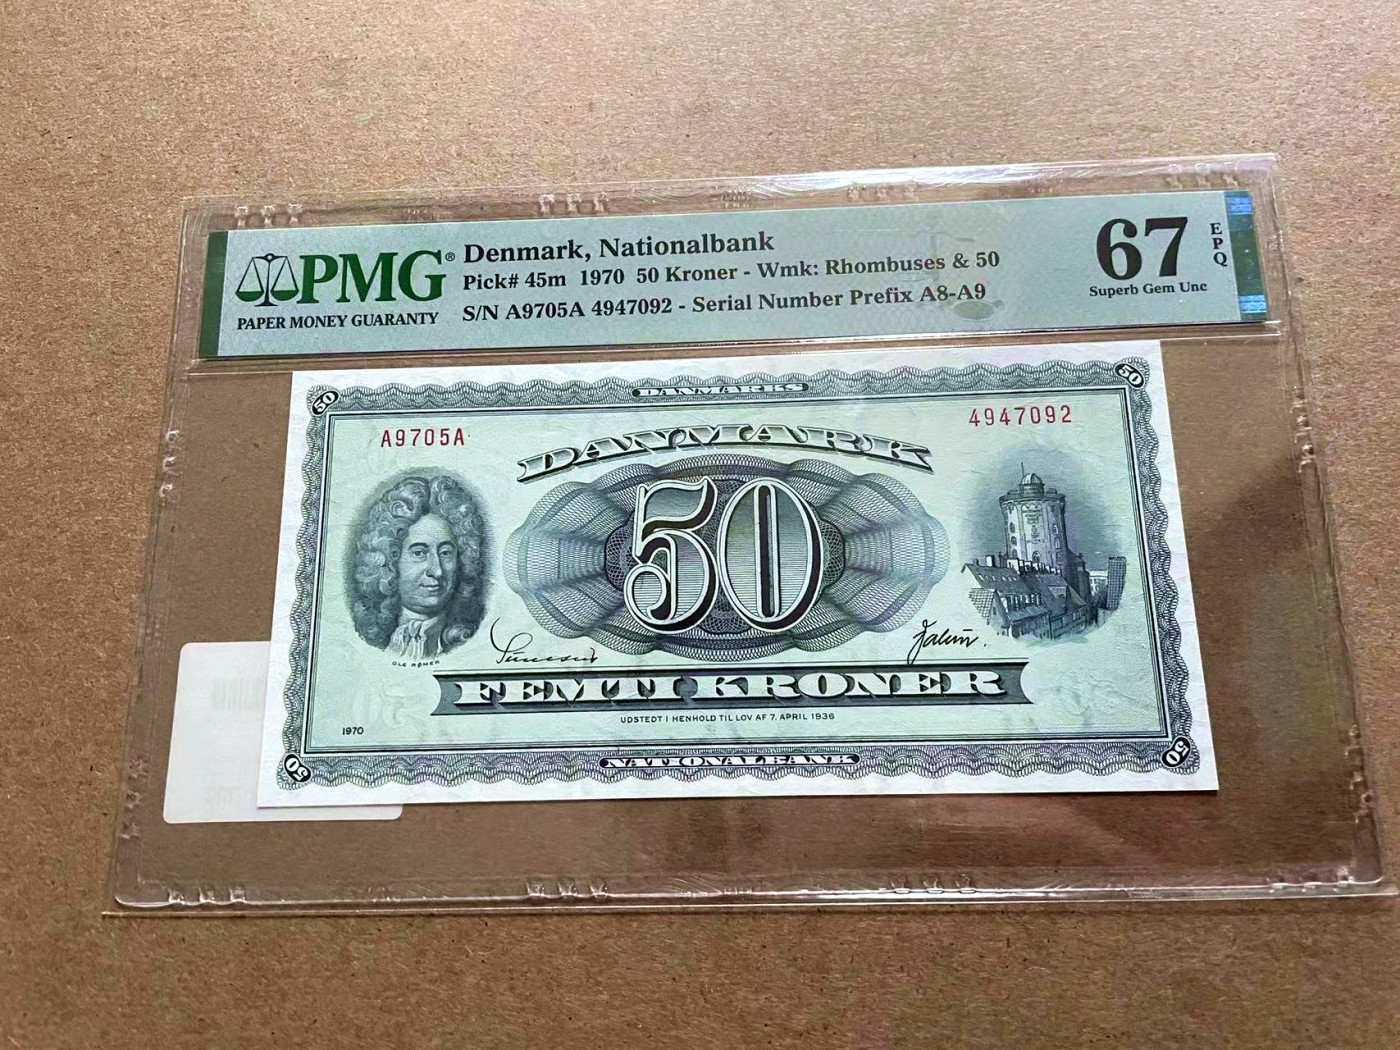 PMG®
PAPER MONEY GUARANTY
Denmark, Nationalbank
Pick# 45m 1970 50 Kroner - Wmk: Rhombuses & 50
S/N A9705A 4947092 - Serial Number Prefix A8-A9
67
EPQ
Superb Gem Unc
50
DANMARKS
50
A9705A
4947092
DANMARK
50
OLE RØMER
FEMTI KRONER
UDSTEDT I HENHOLD TIL LOV AF 7. APRIL 1936
1970
50
NATIONALBANK
50